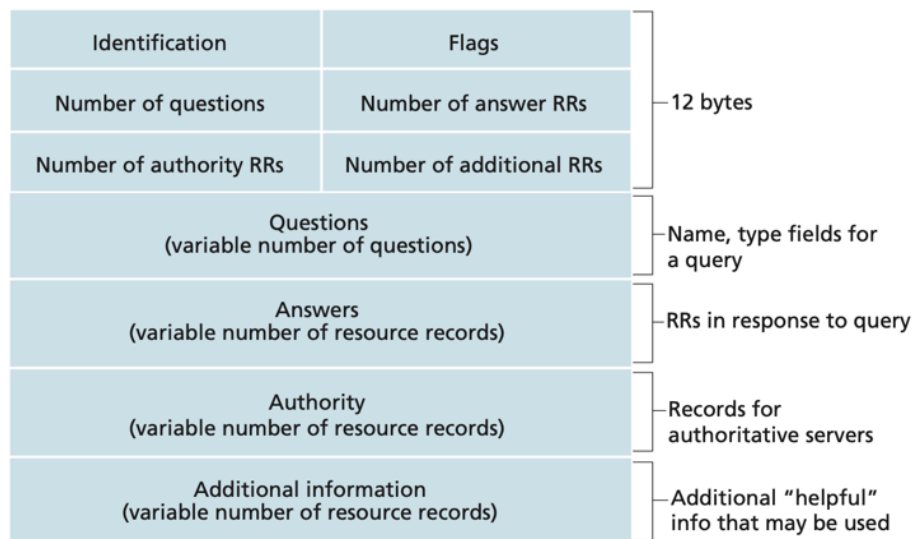 Identification
Flags
Number of questions
Number of answer RRs
12 bytes
Number of authority RRs
Number of additional RRs
Questions
(variable number of questions)
Name, type fields for
a query
Answers
(variable number of resource records)
RRs in response to query
Authority
(variable number of resource records)
Records for
authoritative servers
Additional information
(variable number of resource records)
Additional “helpful”
info that may be used